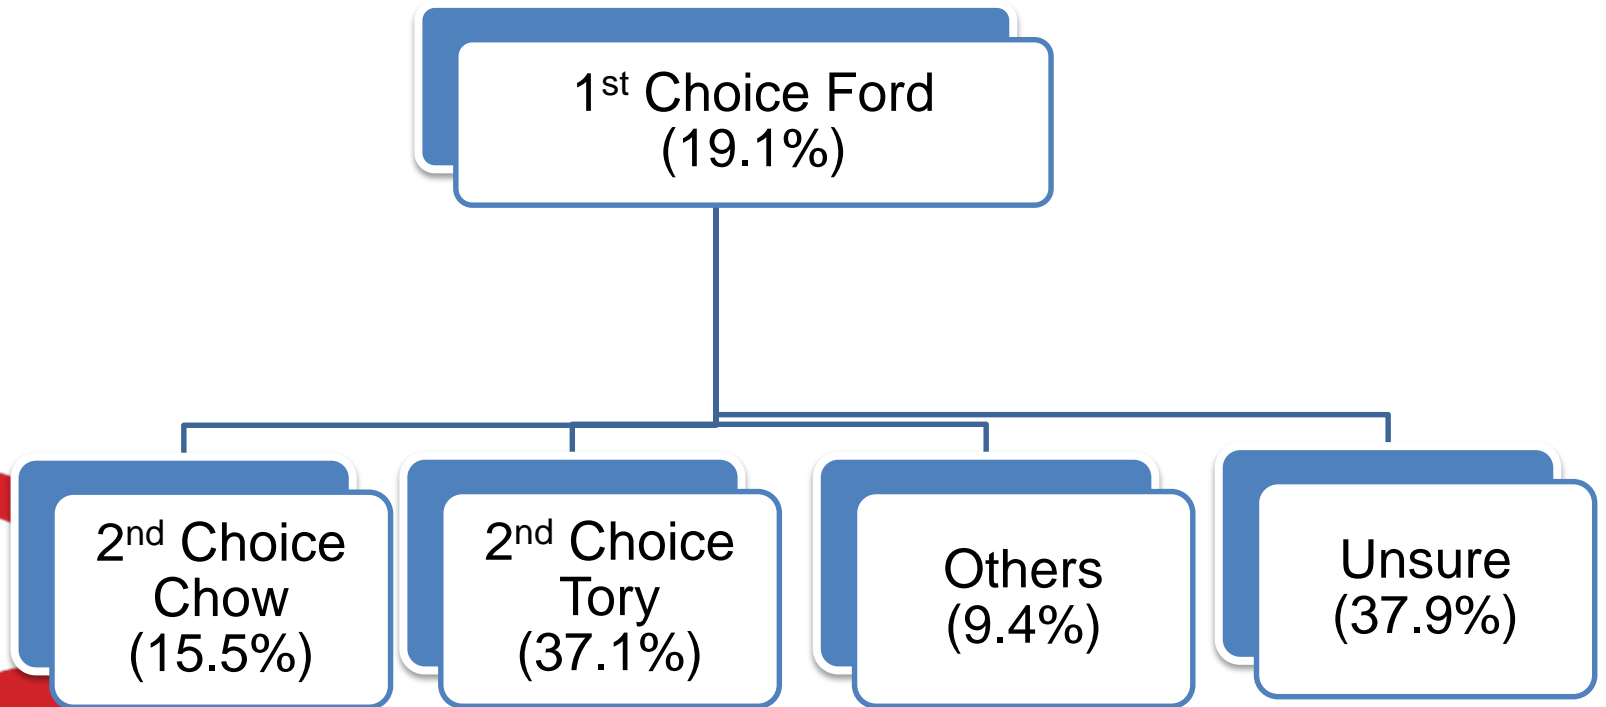 1st Choice Ford
(19.1%)
2nd Choice
Chow
(15.5%)
2nd Choice
Tory
(37.1%)
Others
(9.4%)
Unsure
(37.9%)